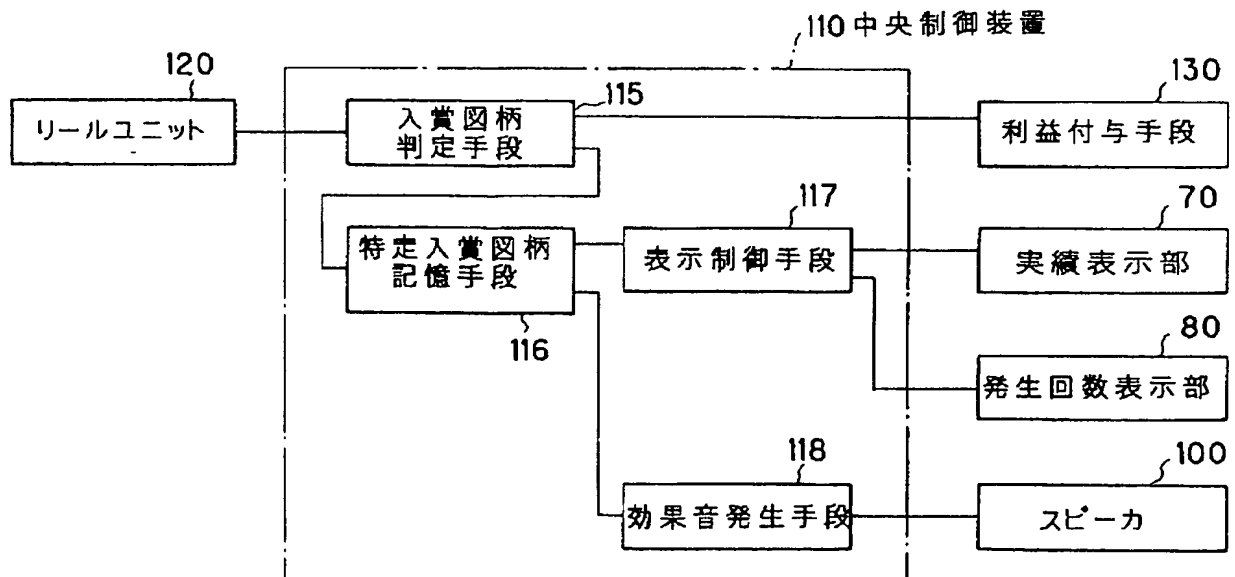 110 中央制御装置
120
リールユニット
115
入賞図柄
判定手段
130
利益付与手段
特定入賞図柄
記憶手段
116
117
表示制御手段
70
実績表示部
80
発生回数表示部
118
効果音発生手段
100
スピーカ